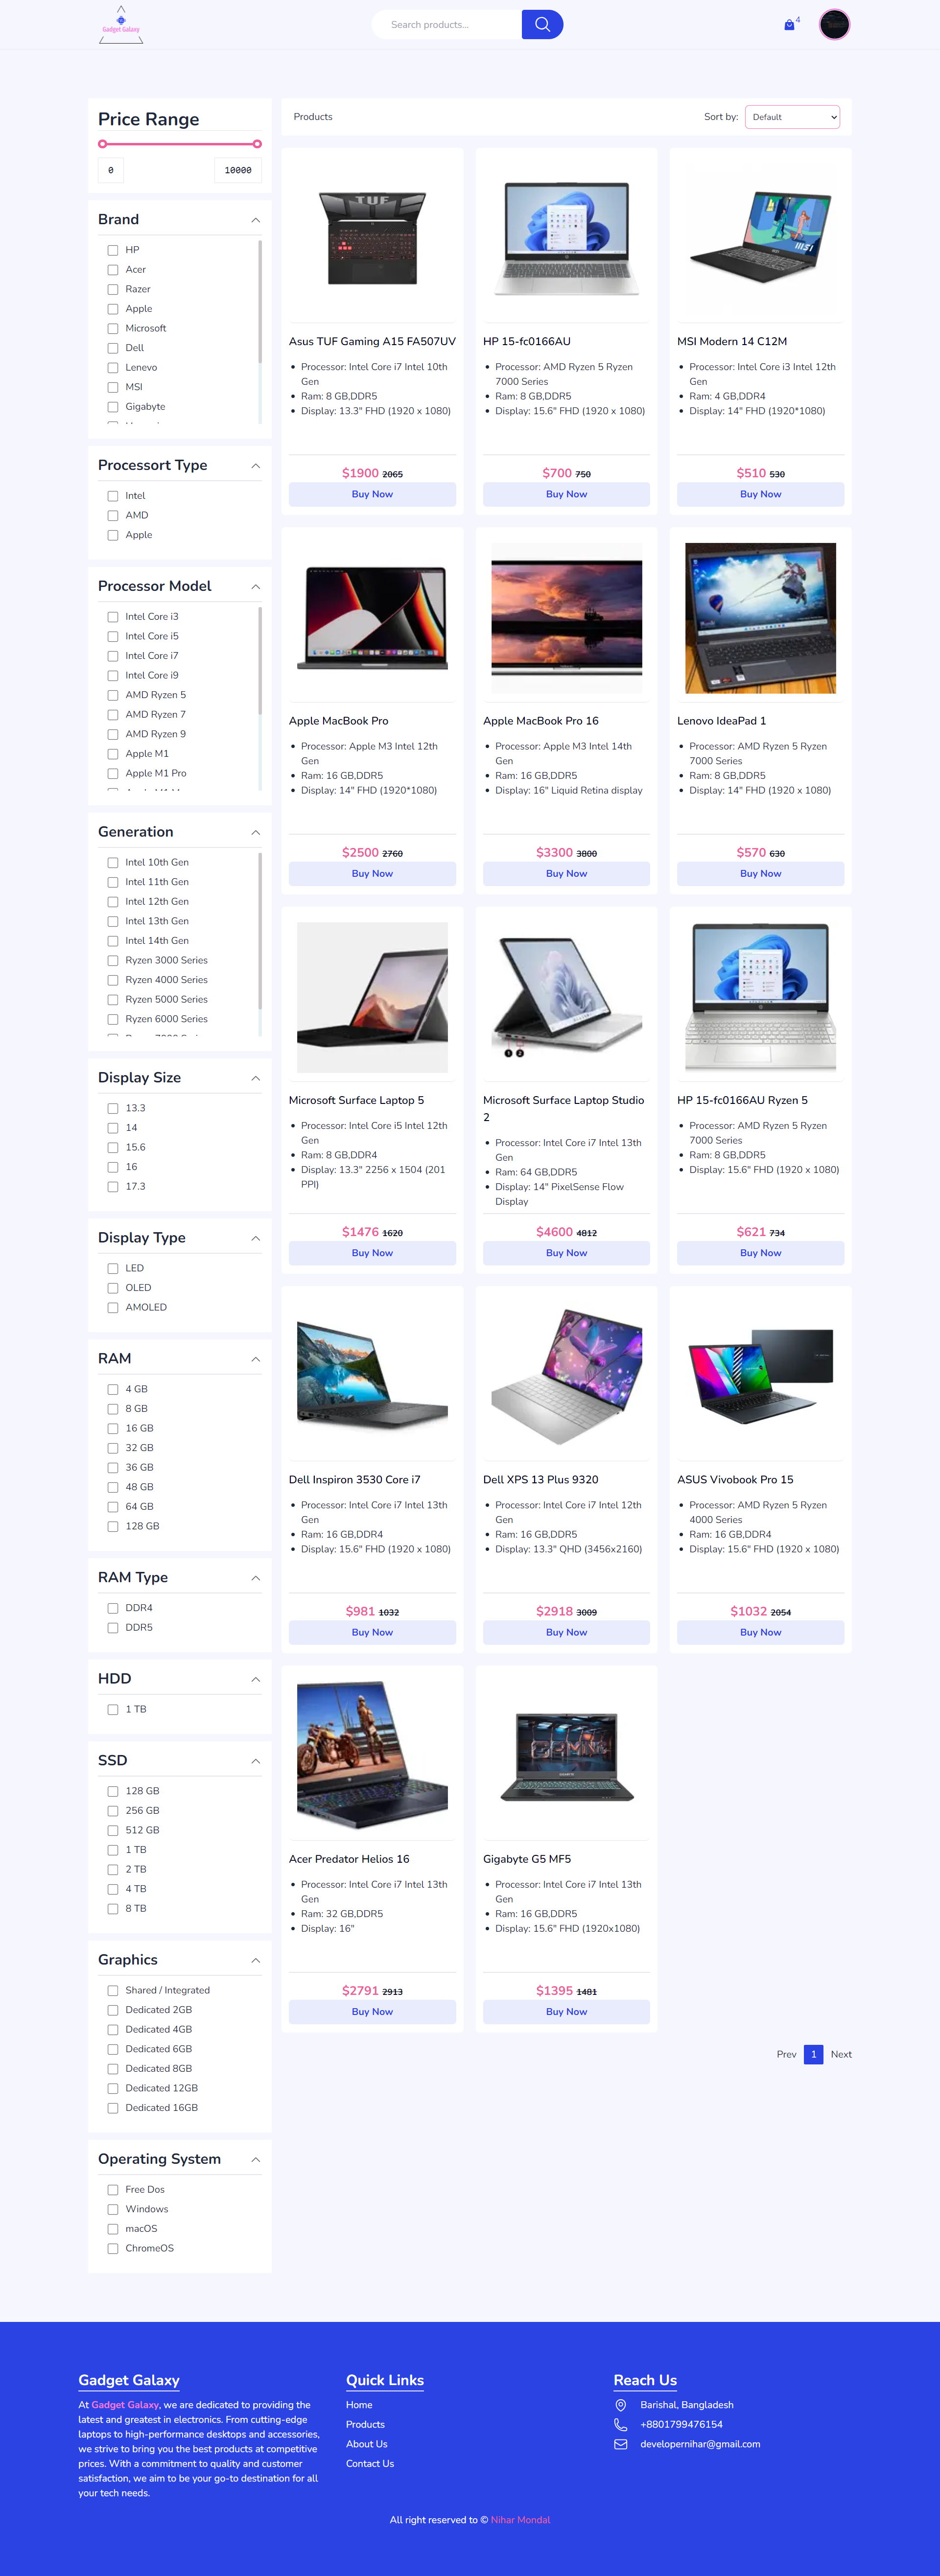 Gadget Galaxy
Search products...
4
Price Range
0
10000
Brand
HP
Acer
Razer
Apple
Microsoft
Dell
Lenovo
MSI
Gigabyte
Processort Type
Intel
AMD
Apple
Processor Model
Intel Core i3
Intel Core i5
Intel Core i7
Intel Core i9
AMD Ryzen 5
AMD Ryzen 7
AMD Ryzen 9
Apple M1
Apple M1 Pro
Generation
Intel 10th Gen
Intel 11th Gen
Intel 12th Gen
Intel 13th Gen
Intel 14th Gen
Ryzen 3000 Series
Ryzen 4000 Series
Ryzen 5000 Series
Ryzen 6000 Series
Display Size
13.3
14
15.6
16
17.3
Display Type
LED
OLED
AMOLED
RAM
4 GB
8 GB
16 GB
32 GB
36 GB
48 GB
64 GB
128 GB
RAM Type
DDR4
DDR5
HDD
1 TB
SSD
128 GB
256 GB
512 GB
1 TB
2 TB
4 TB
8 TB
Graphics
Shared / Integrated
Dedicated 2GB
Dedicated 4GB
Dedicated 6GB
Dedicated 8GB
Dedicated 12GB
Dedicated 16GB
Operating System
Free Dos
Windows
macOS
ChromeOS
Products
Sort by:
Default
TUF
Asus TUF Gaming A15 FA507UV
Processor: Intel Core i7 Intel 10th
Gen
Ram: 8 GB,DDR5
Display: 13.3" FHD (1920 x 1080)
$1900 2065
Buy Now
HP 15-fc0166AU
Processor: AMD Ryzen 5 Ryzen
7000 Series
Ram: 8 GB,DDR5
Display: 15.6" FHD (1920 x 1080)
$700 750
Buy Now
msi
MSI Modern 14 C12M
Processor: Intel Core i3 Intel 12th
Gen
Ram: 4 GB,DDR4
Display: 14" FHD (1920*1080)
$510 530
Buy Now
Apple MacBook Pro
Processor: Apple M3 Intel 12th
Gen
Ram: 16 GB,DDR5
Display: 14" FHD (1920*1080)
$2500 2760
Buy Now
Apple MacBook Pro 16
Processor: Apple M3 Intel 14th
Gen
Ram: 16 GB,DDR5
Display: 16" Liquid Retina display
$3300 3800
Buy Now
Lenovo IdeaPad 1
Processor: AMD Ryzen 5 Ryzen
7000 Series
Ram: 8 GB,DDR5
Display: 14" FHD (1920 x 1080)
$570 630
Buy Now
Microsoft Surface Laptop 5
Processor: Intel Core i5 Intel 12th
Gen
Ram: 8 GB,DDR4
Display: 13.3" 2256 x 1504 (201
PPI)
$1476 1620
Buy Now
1 2
Microsoft Surface Laptop Studio
2
Processor: Intel Core i7 Intel 13th
Gen
Ram: 64 GB,DDR5
Display: 14" PixelSense Flow
Display
$4600 4812
Buy Now
HP 15-fc0166AU Ryzen 5
Processor: AMD Ryzen 5 Ryzen
7000 Series
Ram: 8 GB,DDR5
Display: 15.6" FHD (1920 x 1080)
$621 734
Buy Now
Dell Inspiron 3530 Core i7
Processor: Intel Core i7 Intel 13th
Gen
Ram: 16 GB,DDR4
Display: 15.6" FHD (1920 x 1080)
$981 1032
Buy Now
Dell XPS 13 Plus 9320
Processor: Intel Core i7 Intel 12th
Gen
Ram: 16 GB,DDR5
Display: 13.3" QHD (3456x2160)
$2918 3009
Buy Now
ASUS Vivobook Pro 15
Processor: AMD Ryzen 5 Ryzen
4000 Series
Ram: 16 GB,DDR4
Display: 15.6" FHD (1920 x 1080)
$1032 2054
Buy Now
Acer Predator Helios 16
Processor: Intel Core i7 Intel 13th
Gen
Ram: 32 GB,DDR5
Display: 16"
$2791 2913
Buy Now
Gigabyte G5 MF5
Processor: Intel Core i7 Intel 13th
Gen
Ram: 16 GB,DDR5
Display: 15.6" FHD (1920x1080)
$1395 1481
Buy Now
Prev 1 Next
Gadget Galaxy
At Gadget Galaxy, we are dedicated to providing the
latest and greatest in electronics. From cutting-edge
laptops to high-performance desktops and accessories,
we strive to bring you the best products at competitive
prices. With a commitment to quality and customer
satisfaction, we aim to be your go-to destination for all
your tech needs.
Quick Links
Home
Products
About Us
Contact Us
Reach Us
Barishal, Bangladesh
+8801799476154
developernihar@gmail.com
All right reserved to © Nihar Mondal